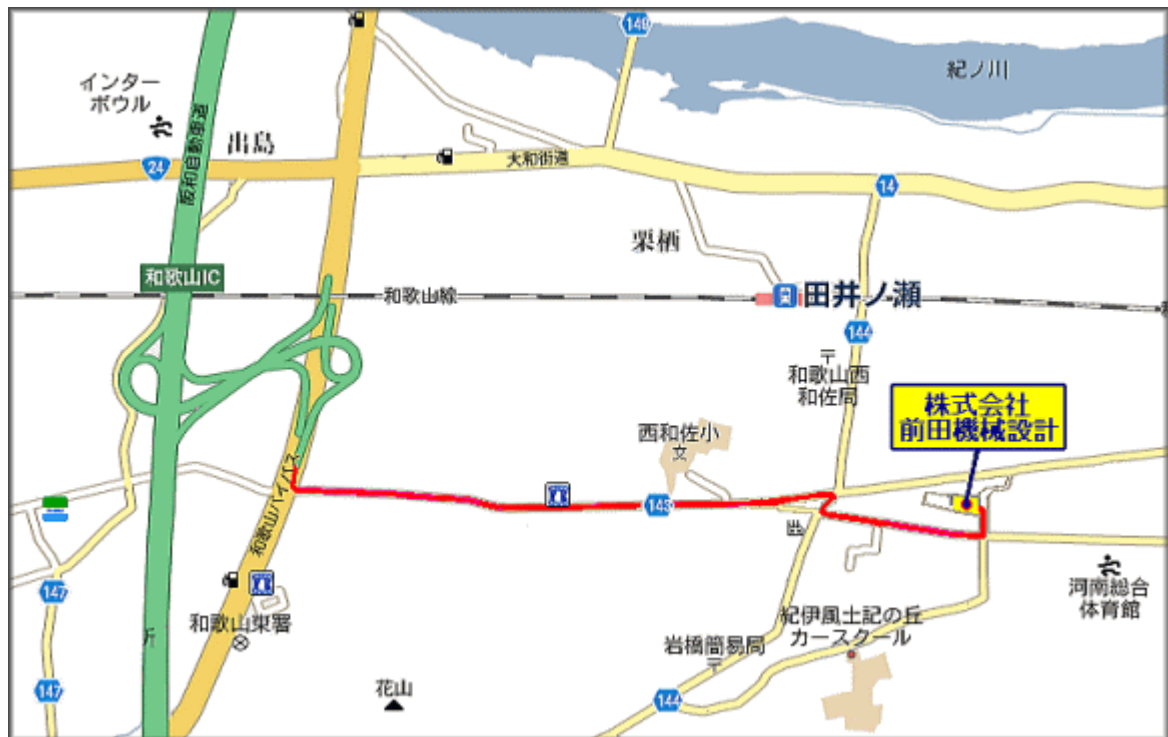 148
紀ノ川
インター
ボウル
阪和自動車道
出島
大和街道
24
14
栗栖
和歌山IC
和歌山線
田井ノ瀬
144
〒
和歌山西
和佐局
株式会社
前田機械設計
西和佐小
文
143
和歌山バイパス
147
和歌山東署
河南総合
体育館
紀伊風土記の丘
カースクール
岩橋簡易局
〒
147
花山
144